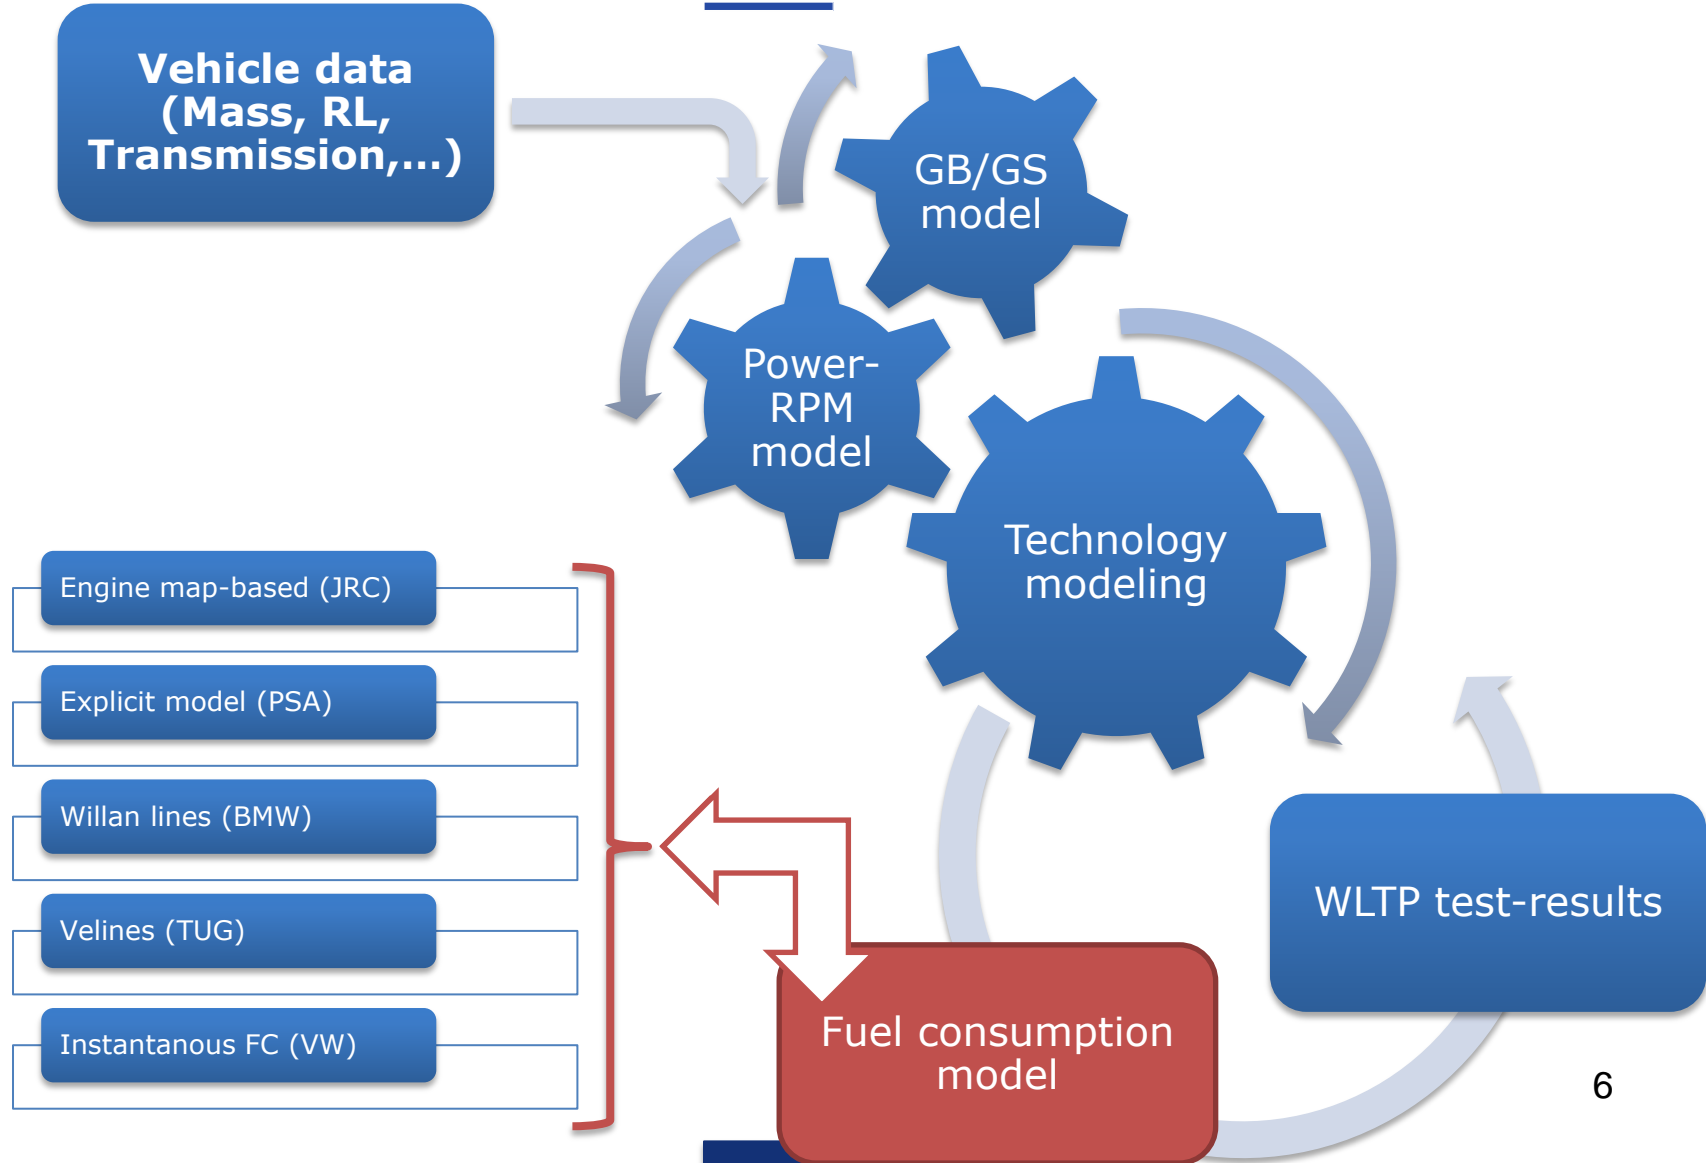 Vehicle data
(Mass, RL,
Transmission,...)
GB/GS
model
Power-
RPM
model
Technology
modeling
Engine map-based (JRC)
Explicit model (PSA)
Willan lines (BMW)
Velines (TUG)
Instantanous FC (VW)
WLTP test-results
Fuel consumption
model
6